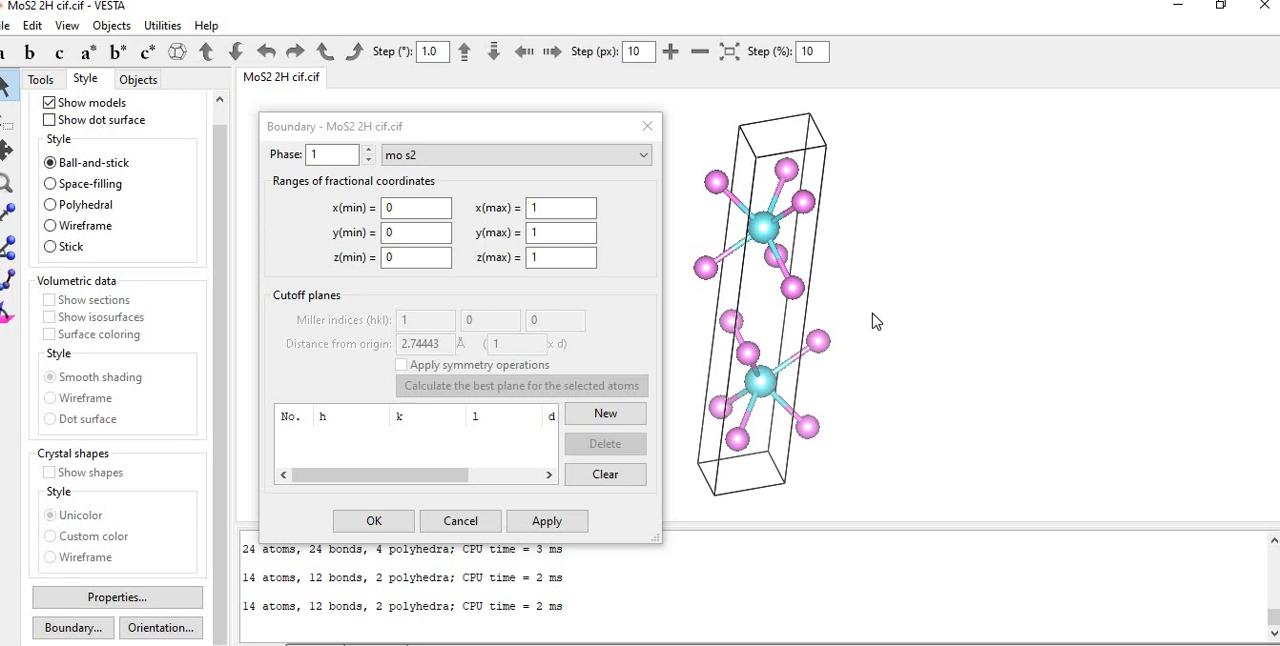 MoS2 2H cif.cif - VESTA
ile Edit View Objects Utilities Help
a b c a* b* c* Step (°): 1.0 Step (px): 10 Step (%): 10
Tools Style Objects
MoS2 2H cif.cif
Show models
Show dot surface
Style
Ball-and-stick
Space-filling
Polyhedral
Wireframe
Stick
Volumetric data
Show sections
Show isosurfaces
Surface coloring
Style
Smooth shading
Wireframe
Dot surface
Crystal shapes
Show shapes
Style
Unicolor
Custom color
Wireframe
Properties...
Boundary... Orientation...
Boundary - MoS2 2H cif.cif
Phase: 1 mo s2
Ranges of fractional coordinates
x(min) = 0 x(max) = 1
y(min) = 0 y(max) = 1
z(min) = 0 z(max) = 1
Cutoff planes
Miller indices (hkl): 1 0 0
Distance from origin: 2.74443 Å ( 1 x d)
Apply symmetry operations
Calculate the best plane for the selected atoms
No. h k l d
New
Delete
Clear
OK Cancel Apply
24 atoms, 24 bonds, 4 polyhedra; CPU time = 3 ms
14 atoms, 12 bonds, 2 polyhedra; CPU time = 2 ms
14 atoms, 12 bonds, 2 polyhedra; CPU time = 2 ms